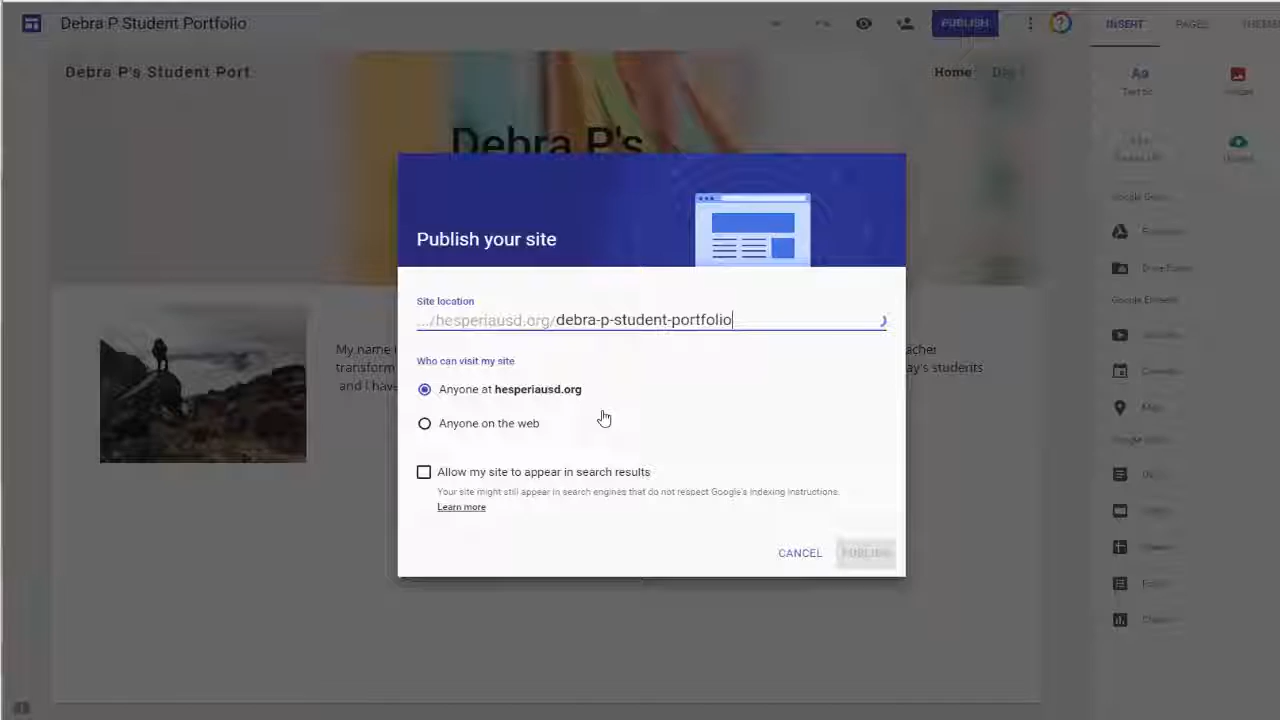 Debra P Student Portfolio
PUBLISH
INSERT
PAGES
Debra P's Student Port
Home
Debra P's
Publish your site
Site location
.../hesperiausd.org/debra-p-student-portfolio
Who can visit my site
Anyone at hesperiausd.org
Anyone on the web
Allow my site to appear in search results
Your site might still appear in search engines that do not respect Google's indexing instructions.
Learn more
CANCEL
PUBLISH
My name
transform
and I have
acher
ay's students
Aa
Map